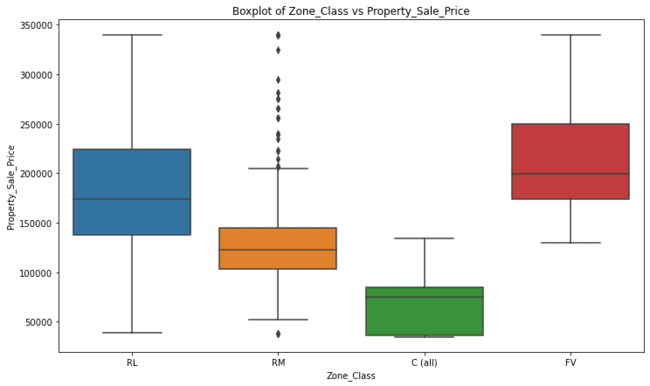 Boxplot of Zone_Class vs Property_Sale_Price
350000
300000
250000
200000
150000
100000
50000
Property_Sale_Price
RL RM C (all) FV
Zone_Class